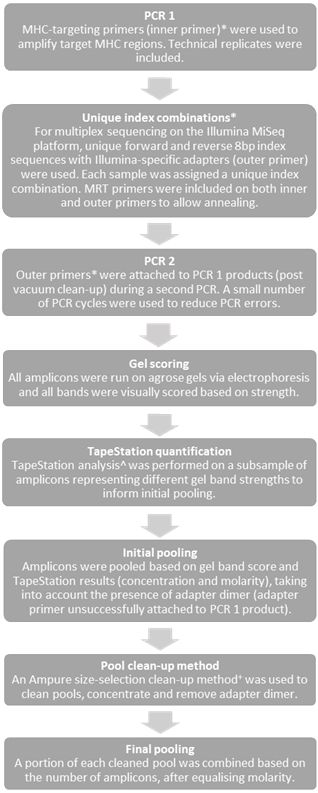 PCR 1
MHC-targeting primers (inner primer)* were used to
amplify target MHC regions. Technical replicates were
included.
Unique index combinations*
For multiplex sequencing on the Illumina MiSeq
platform, unique forward and reverse 8bp index
sequences with Illumina-specific adapters (outer primer)
were used. Each sample was assigned a unique index
combination. MRT primers were inlcluded on both inner
and outer primers to allow annealing.
PCR 2
Outer primers* were attached to PCR 1 products (post
vacuum clean-up) during a second PCR. A small
number of PCR cycles were used to reduce PCR errors.
Gel scoring
All amplicons were run on agrose gels via electrophoresis
and all bands were visually scored based on strength.
TapeStation quantification
TapeStation analysis^ was performed on a subsample of
amplicons representing different gel band strengths to
inform initial pooling.
Initial pooling
Amplicons were pooled based on gel band score and
TapeStation results (concentration and molarity), taking
into account the presence of adapter dimer (adapter
primer unsuccessfully attached to PCR 1 product).
Pool clean-up method
An Ampure size-selection clean-up method⁺ was used to
clean pools, concentrate and remove adapter dimer.
Final pooling
A portion of each cleaned pool was combined based on
the number of amplicons, after equalising molarity.